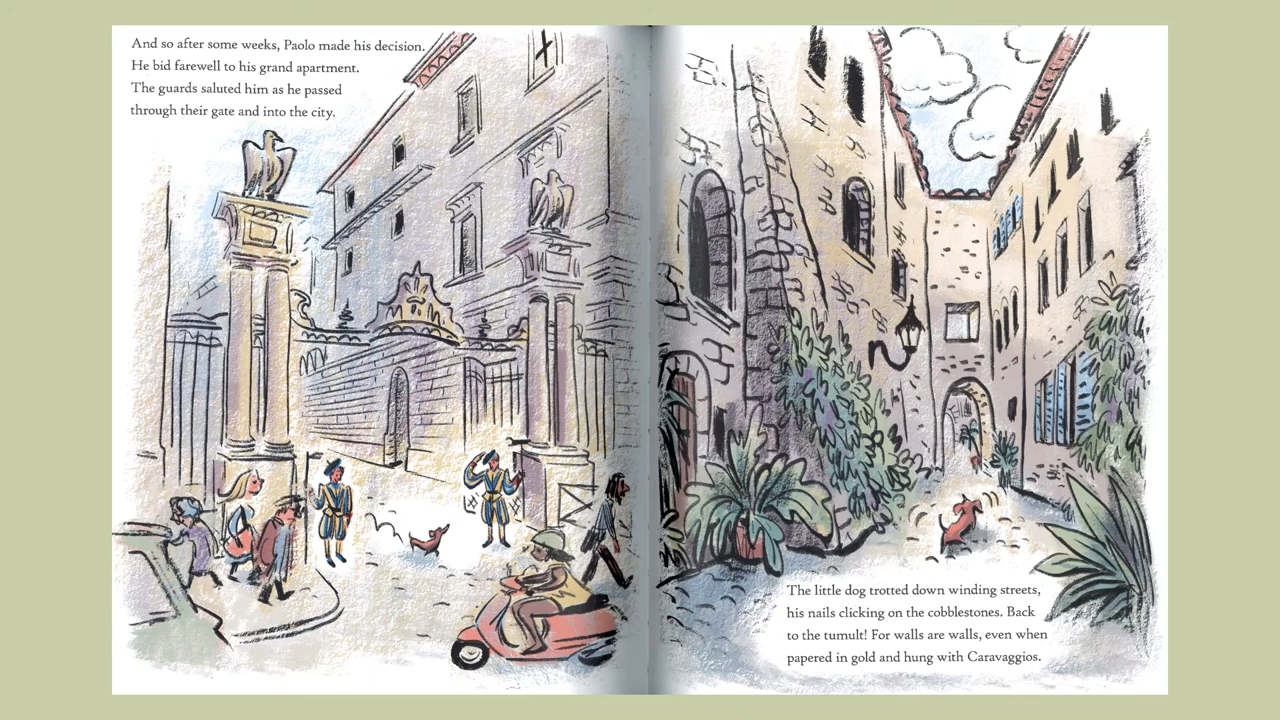 And so after some weeks, Paolo made his decision.
He bid farewell to his grand apartment.
The guards saluted him as he passed
through their gate and into the city.
The little dog trotted down winding streets,
his nails clicking on the cobblestones. Back
to the tumult! For walls are walls, even when
papered in gold and hung with Caravaggios.